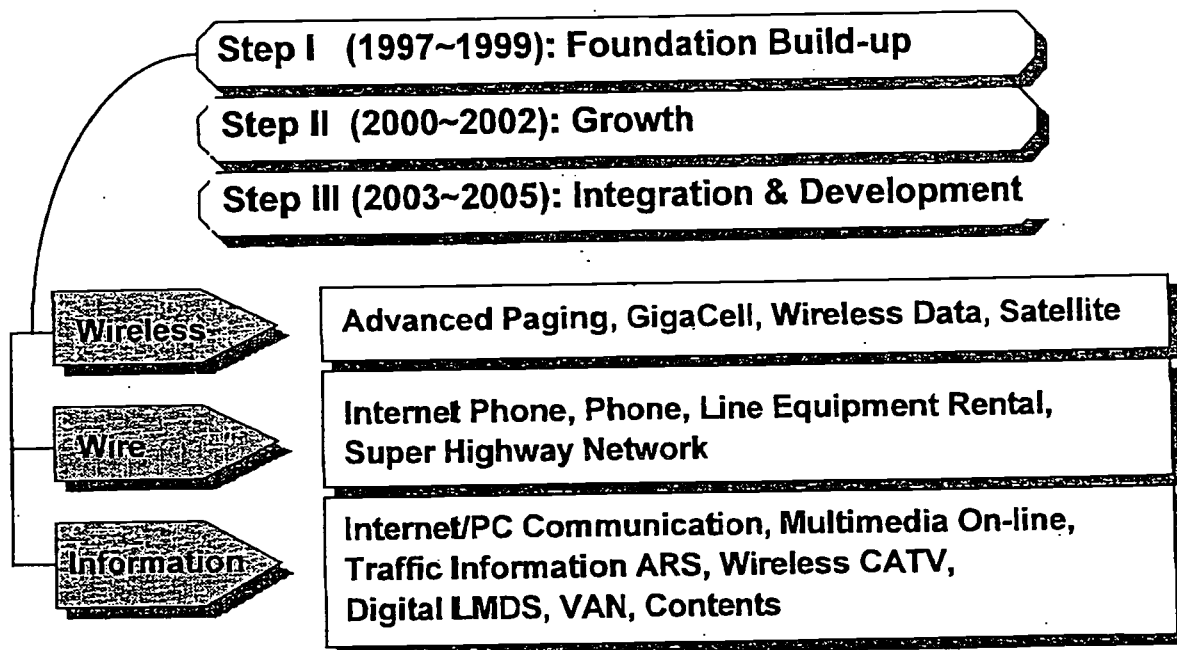 Step I (1997~1999): Foundation Build-up
Step II (2000~2002): Growth
Step III (2003~2005): Integration & Development
Wireless
Advanced Paging, GigaCell, Wireless Data, Satellite
Wire
Internet Phone, Phone, Line Equipment Rental,
Super Highway Network
Information
Internet/PC Communication, Multimedia On-line,
Traffic Information ARS, Wireless CATV,
Digital LMDS, VAN, Contents